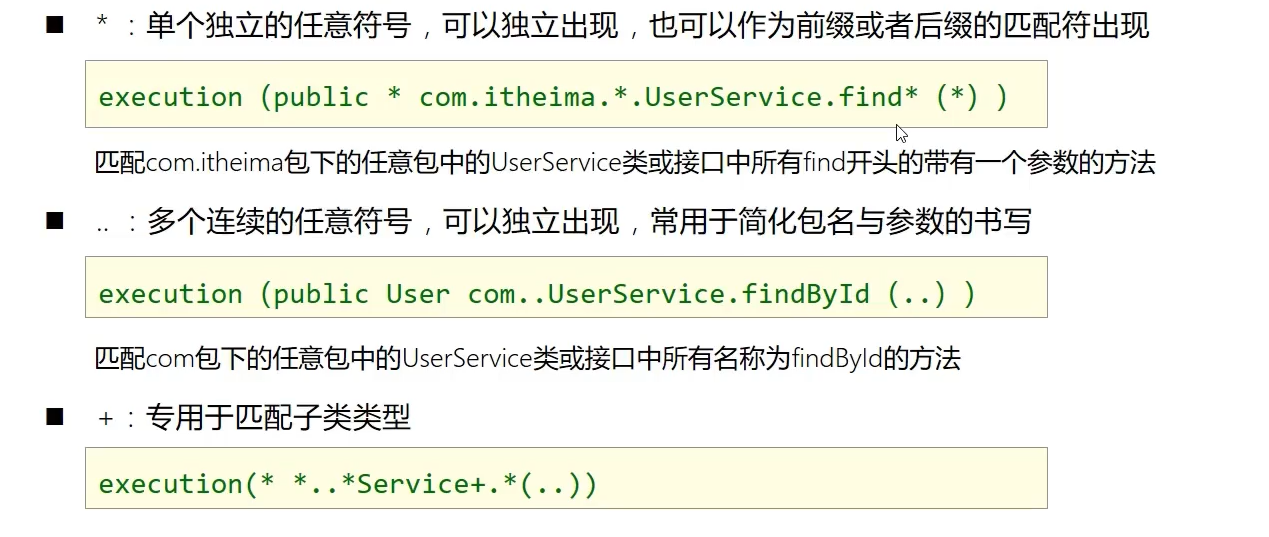 ■ * ：单个独立的任意符号，可以独立出现，也可以作为前缀或者后缀的匹配符出现
execution (public * com.itheima.*.UserService.find* (*) )
匹配com.itheima包下的任意包中的UserService类或接口中所有find开头的带有一个参数的方法
■ .. ：多个连续的任意符号，可以独立出现，常用于简化包名与参数的书写
execution (public User com..UserService.findById (..) )
匹配com包下的任意包中的UserService类或接口中所有名称为findById的方法
■ + ：专用于匹配子类类型
execution(* *..*Service+.*(..))